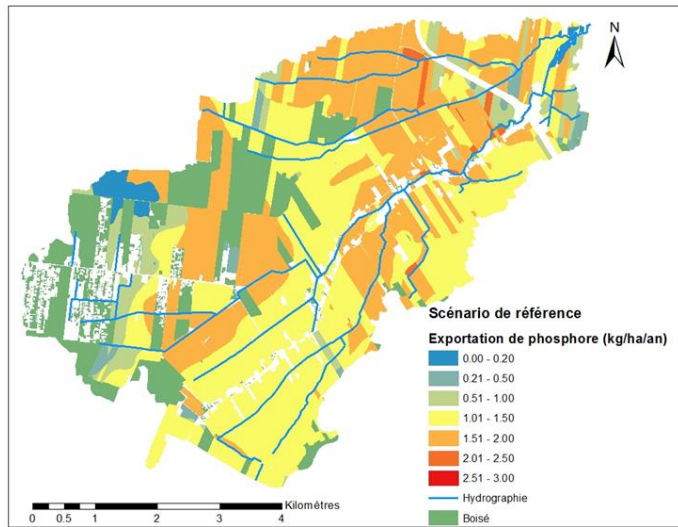 N
Scénario de référence
Exportation de phosphore (kg/ha/an)
0.00 - 0.20
0.21 - 0.50
0.51 - 1.00
1.01 - 1.50
1.51 - 2.00
2.01 - 2.50
2.51 - 3.00
Hydrographie
Boisé
Kilomètres
0 0.5 1 2 3 4